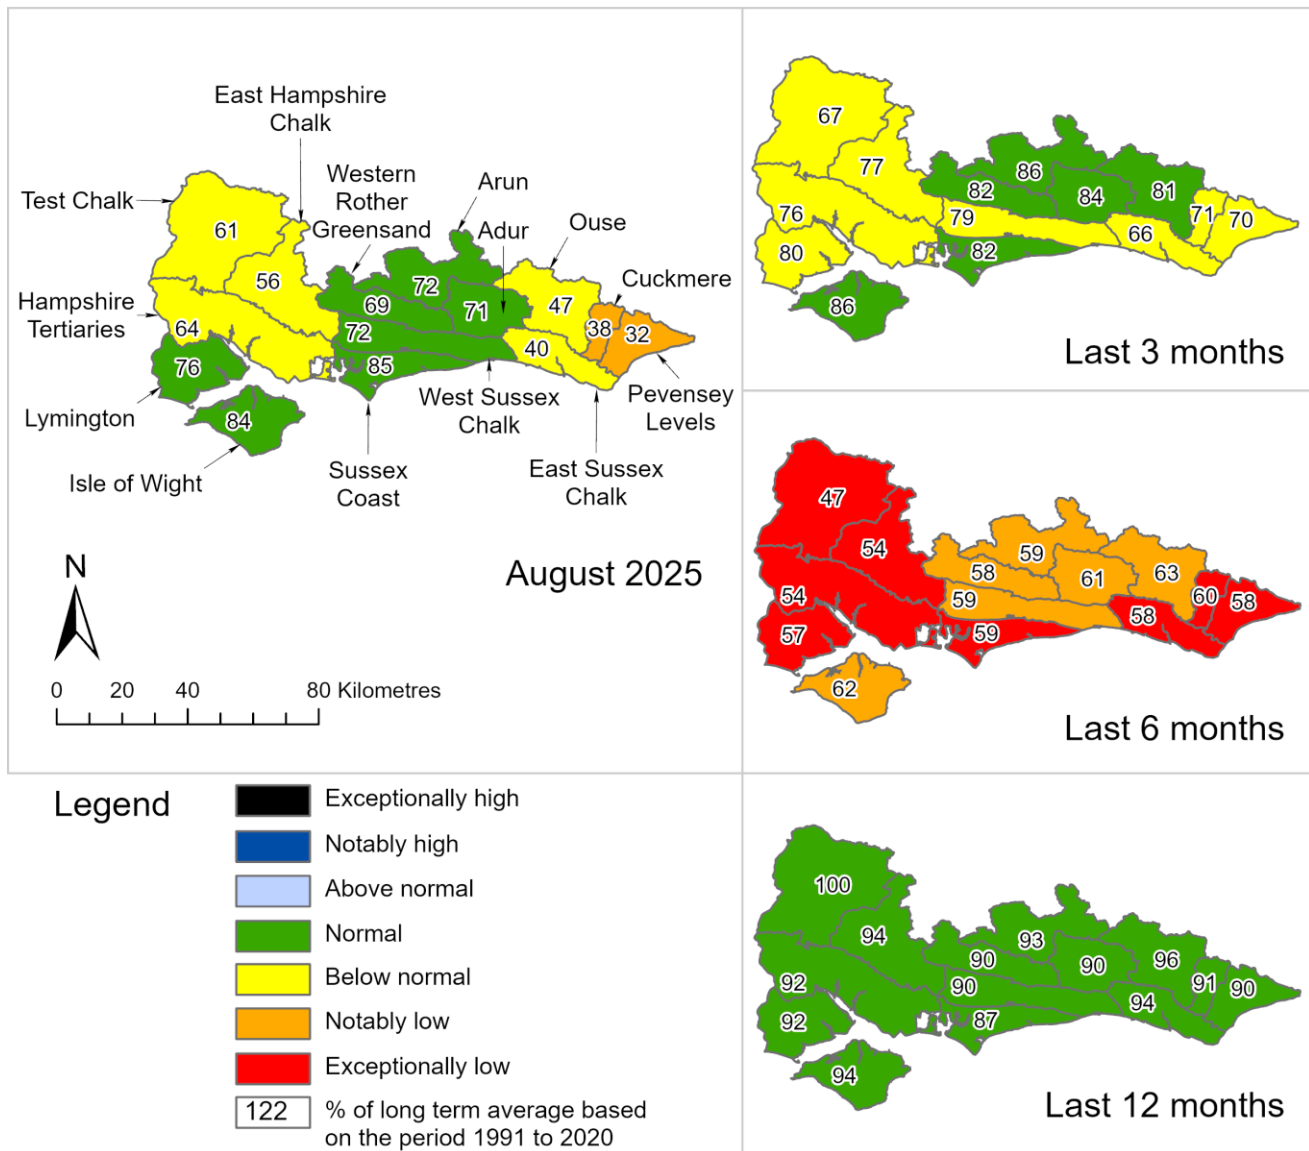 East Hampshire
Chalk
Western
Rother
Greensand
Arun
Adur
Ouse
Cuckmere
Test Chalk
Hampshire
Tertiaries
Lymington
Isle of Wight
Sussex
Coast
West Sussex
Chalk
East Sussex
Chalk
Pevensey
Levels
61
56
64
76
84
69
72
72
71
85
47
40
38
32
August 2025
N
0 20 40 80 Kilometres
67
77
76
80
86
82
86
84
81
79
82
66
71
70
Last 3 months
47
54
54
57
62
58
59
61
63
59
59
58
60
58
Last 6 months
Legend
Exceptionally high
Notably high
Above normal
Normal
Below normal
Notably low
Exceptionally low
122 % of long term average based
on the period 1991 to 2020
100
94
92
92
94
90
93
90
96
90
87
94
91
90
Last 12 months